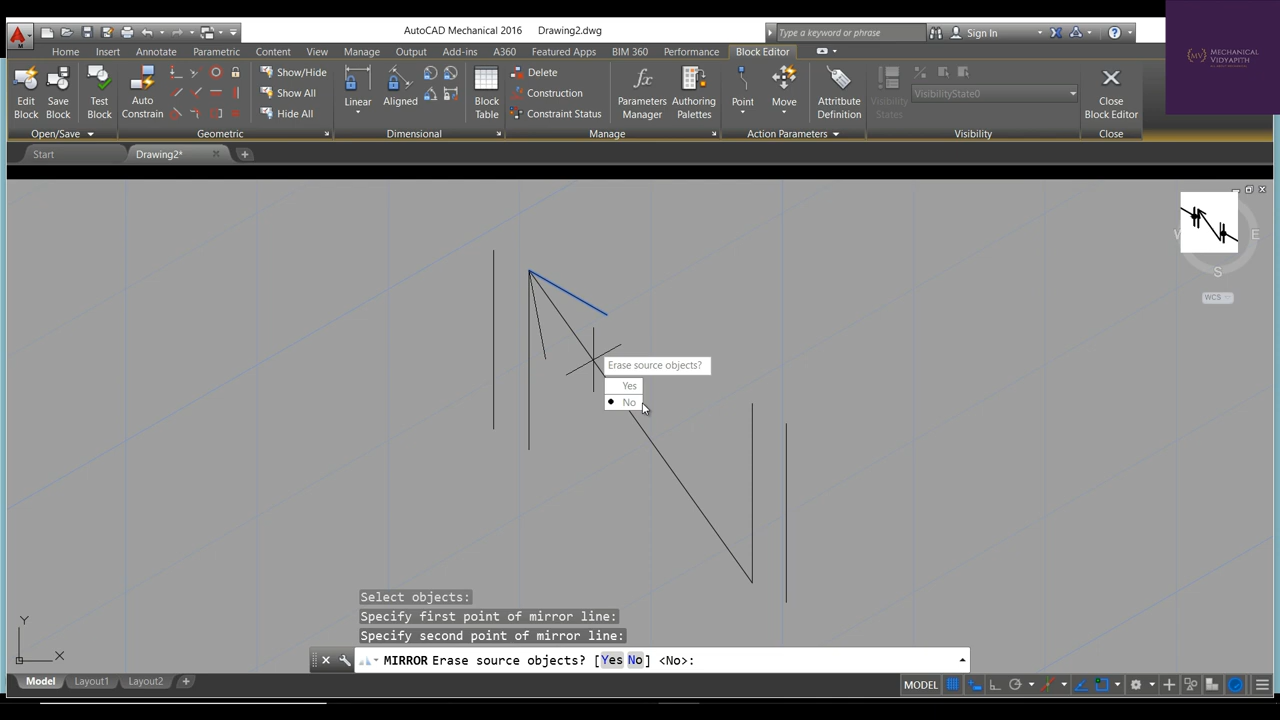 AutoCAD Mechanical 2016 Drawing2.dwg
Type a keyword or phrase
Sign In
MECHANICAL
VIDYAPITH
M
Home Insert Annotate Parametric Content View Manage Output Add-ins A360 Featured Apps BIM 360 Performance Block Editor
Edit
Block
Save
Block
Test
Block
Auto
Constrain
Show/Hide
Show All
Hide All
Linear
Aligned
Block
Table
Delete
Construction
Constraint Status
Parameters
Manager
Authoring
Palettes
Point
Move
Attribute
Definition
Visibility
States
VisibilityState0
Close
Block Editor
Open/Save
Geometric
Dimensional
Manage
Action Parameters
Visibility
Close
Start
Drawing2*
W
E
S
WCS
Erase source objects?
Yes
No
Select objects:
Specify first point of mirror line:
Specify second point of mirror line:
MIRROR Erase source objects? [Yes No] <No>:
Y
X
Model Layout1 Layout2
MODEL